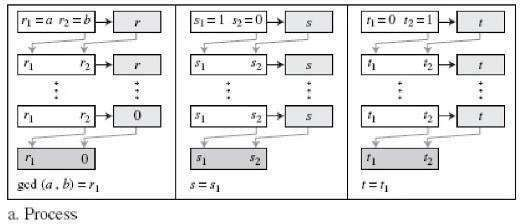 r₁ = a r₂ = b r
r₁ r₂ r
r₁ r₂ 0
r₁ 0
gcd (a , b) = r₁
s₁ = 1 s₂ = 0 s
s₁ s₂ s
s₁ s₂ s
s₁ s₂
s = s₁
t₁ = 0 t₂ = 1 t
t₁ t₂ t
t₁ t₂ t
t₁ t₂
t = t₁
a. Process